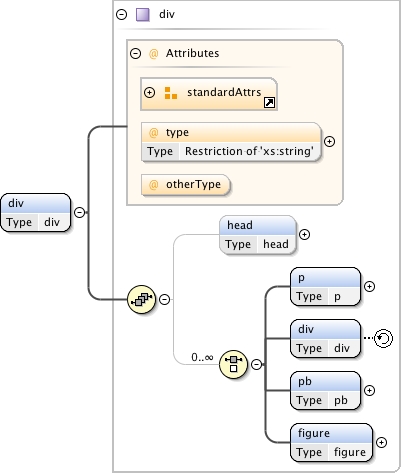 div
@ Attributes
standardAttrs
@ type
Type Restriction of 'xs:string'
@ otherType
div
Type div
head
Type head
0..∞
p
Type p
div
Type div
pb
Type pb
figure
Type figure